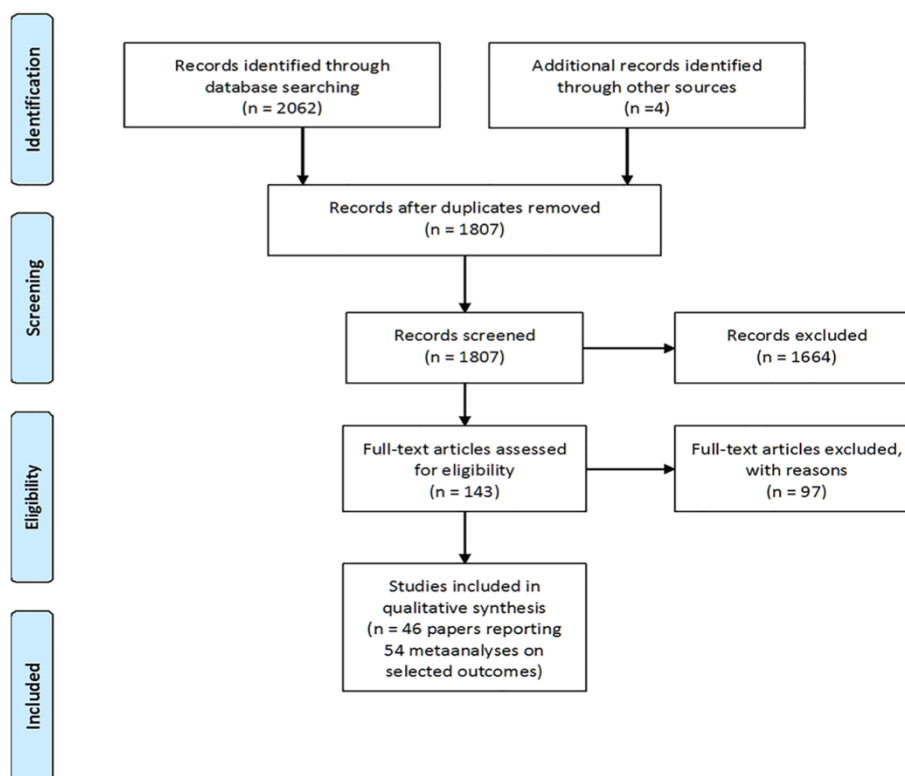 Identification
Records identified through
database searching
(n = 2062)
Additional records identified
through other sources
(n =4)
Records after duplicates removed
(n = 1807)
Screening
Records screened
(n = 1807)
Records excluded
(n = 1664)
Eligibility
Full-text articles assessed
for eligibility
(n = 143)
Full-text articles excluded,
with reasons
(n = 97)
Included
Studies included in
qualitative synthesis
(n = 46 papers reporting
54 metaanalyses on
selected outcomes)